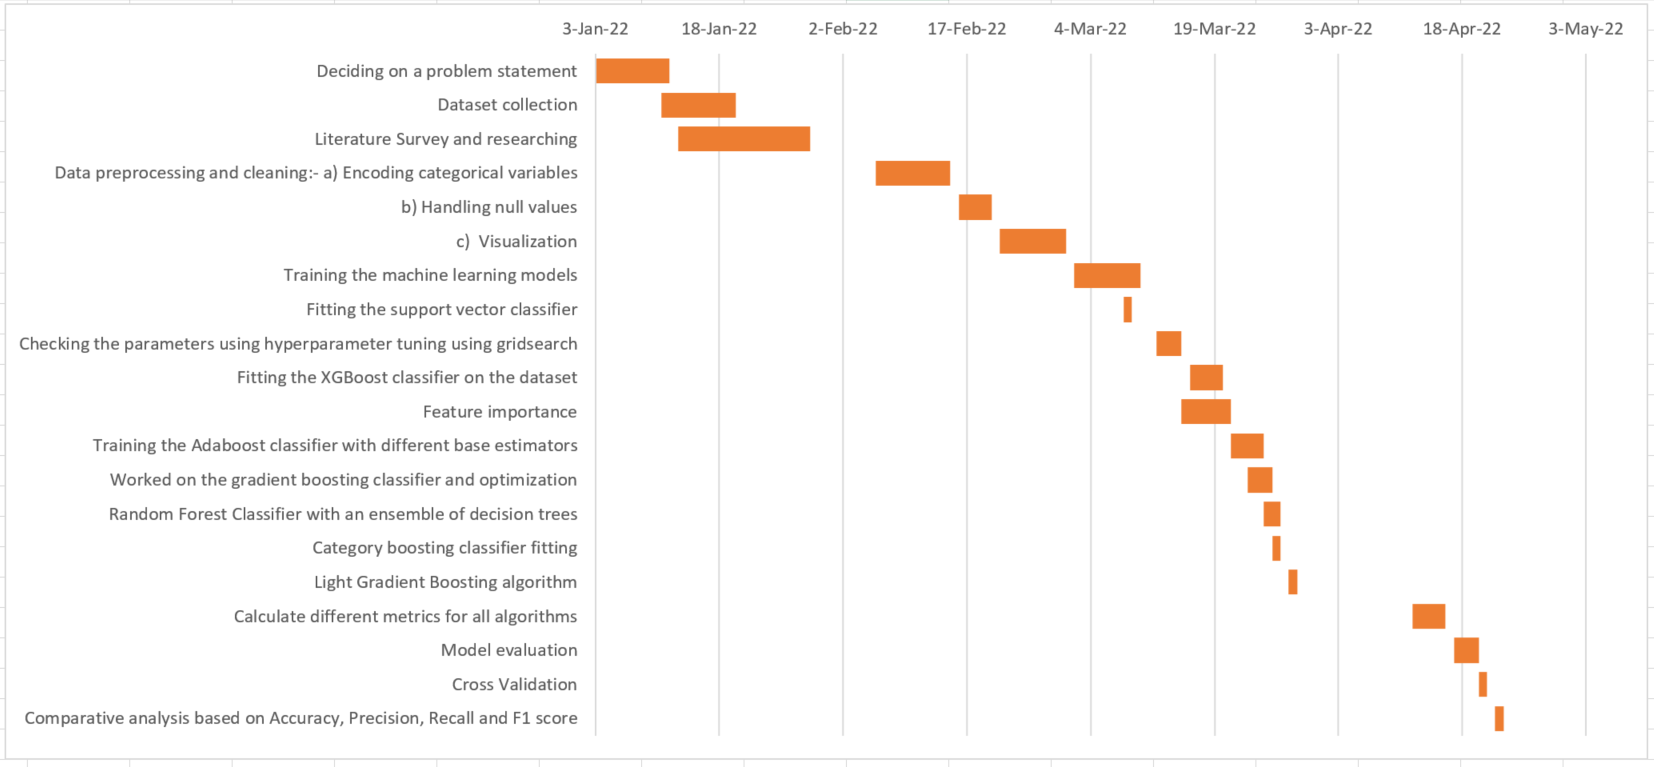 3-Jan-22 18-Jan-22 2-Feb-22 17-Feb-22 4-Mar-22 19-Mar-22 3-Apr-22 18-Apr-22 3-May-22
Deciding on a problem statement
Dataset collection
Literature Survey and researching
Data preprocessing and cleaning:- a) Encoding categorical variables
b) Handling null values
c)  Visualization
Training the machine learning models
Fitting the support vector classifier
Checking the parameters using hyperparameter tuning using gridsearch
Fitting the XGBoost classifier on the dataset
Feature importance
Training the Adaboost classifier with different base estimators
Worked on the gradient boosting classifier and optimization
Random Forest Classifier with an ensemble of decision trees
Category boosting classifier fitting
Light Gradient Boosting algorithm
Calculate different metrics for all algorithms
Model evaluation
Cross Validation
Comparative analysis based on Accuracy, Precision, Recall and F1 score